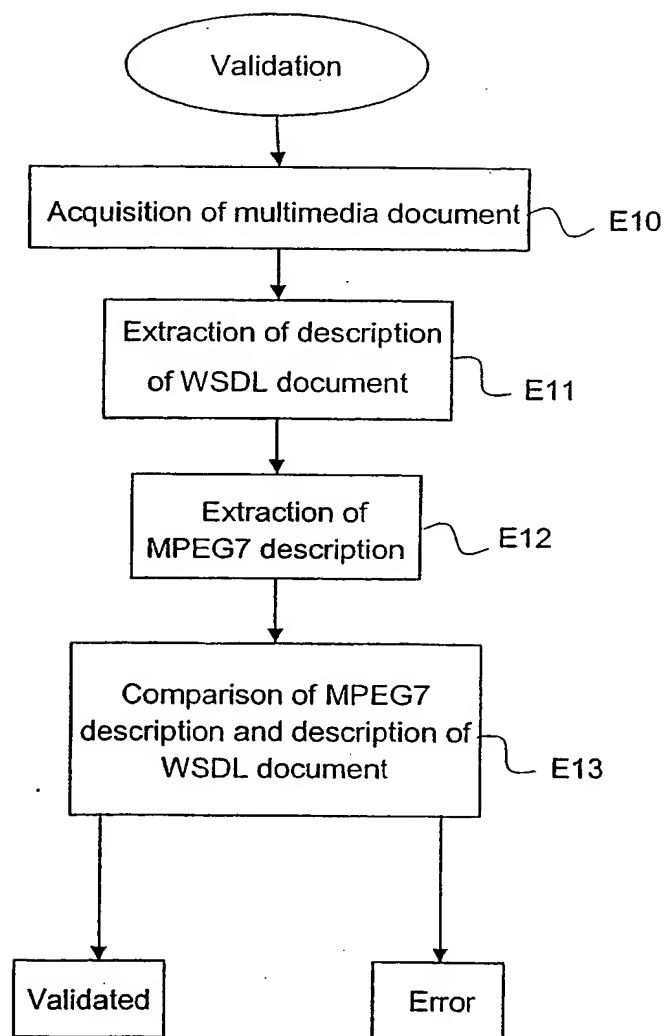 Validation
Acquisition of multimedia document
E10
Extraction of description
of WSDL document
E11
Extraction of
MPEG7 description
E12
Comparison of MPEG7
description and description of
WSDL document
E13
Validated
Error